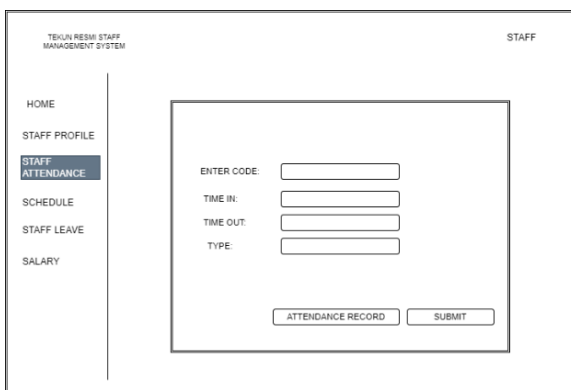 TEKUN RESMI STAFF
MANAGEMENT SYSTEM
STAFF
HOME
STAFF PROFILE
STAFF
ATTENDANCE
SCHEDULE
STAFF LEAVE
SALARY
ENTER CODE:
TIME IN:
TIME OUT:
TYPE:
ATTENDANCE RECORD
SUBMIT